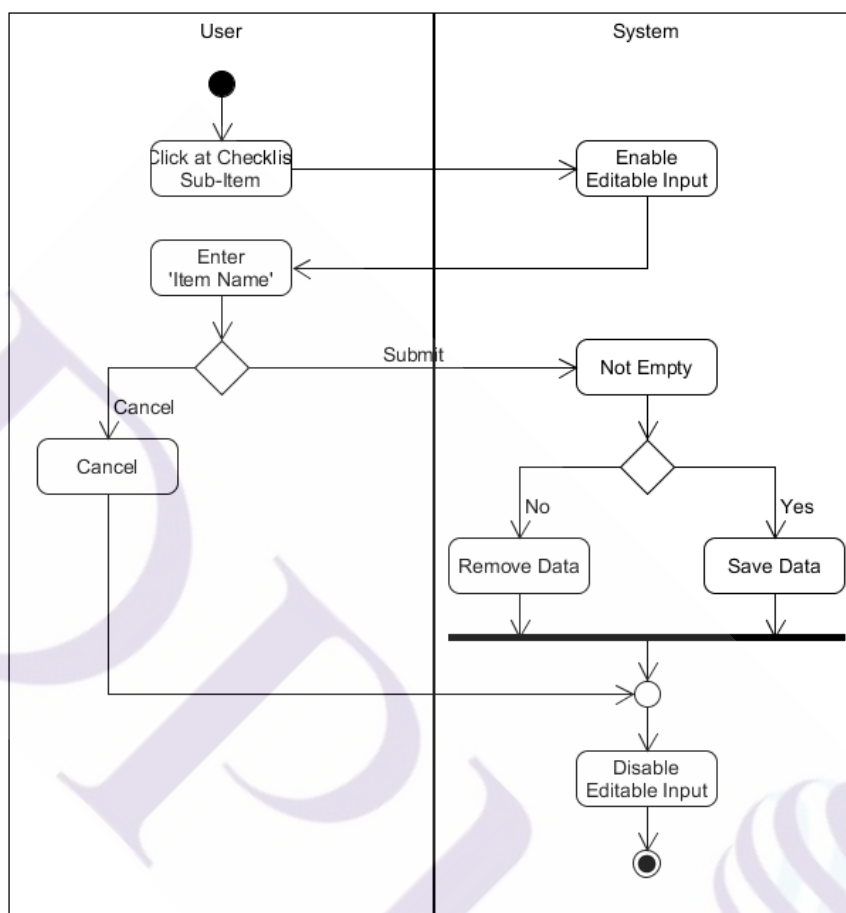 User
System
Click at Checklis
Sub-Item
Enable
Editable Input
Enter
'Item Name'
Submit
Not Empty
Cancel
Cancel
No
Yes
Remove Data
Save Data
Disable
Editable Input